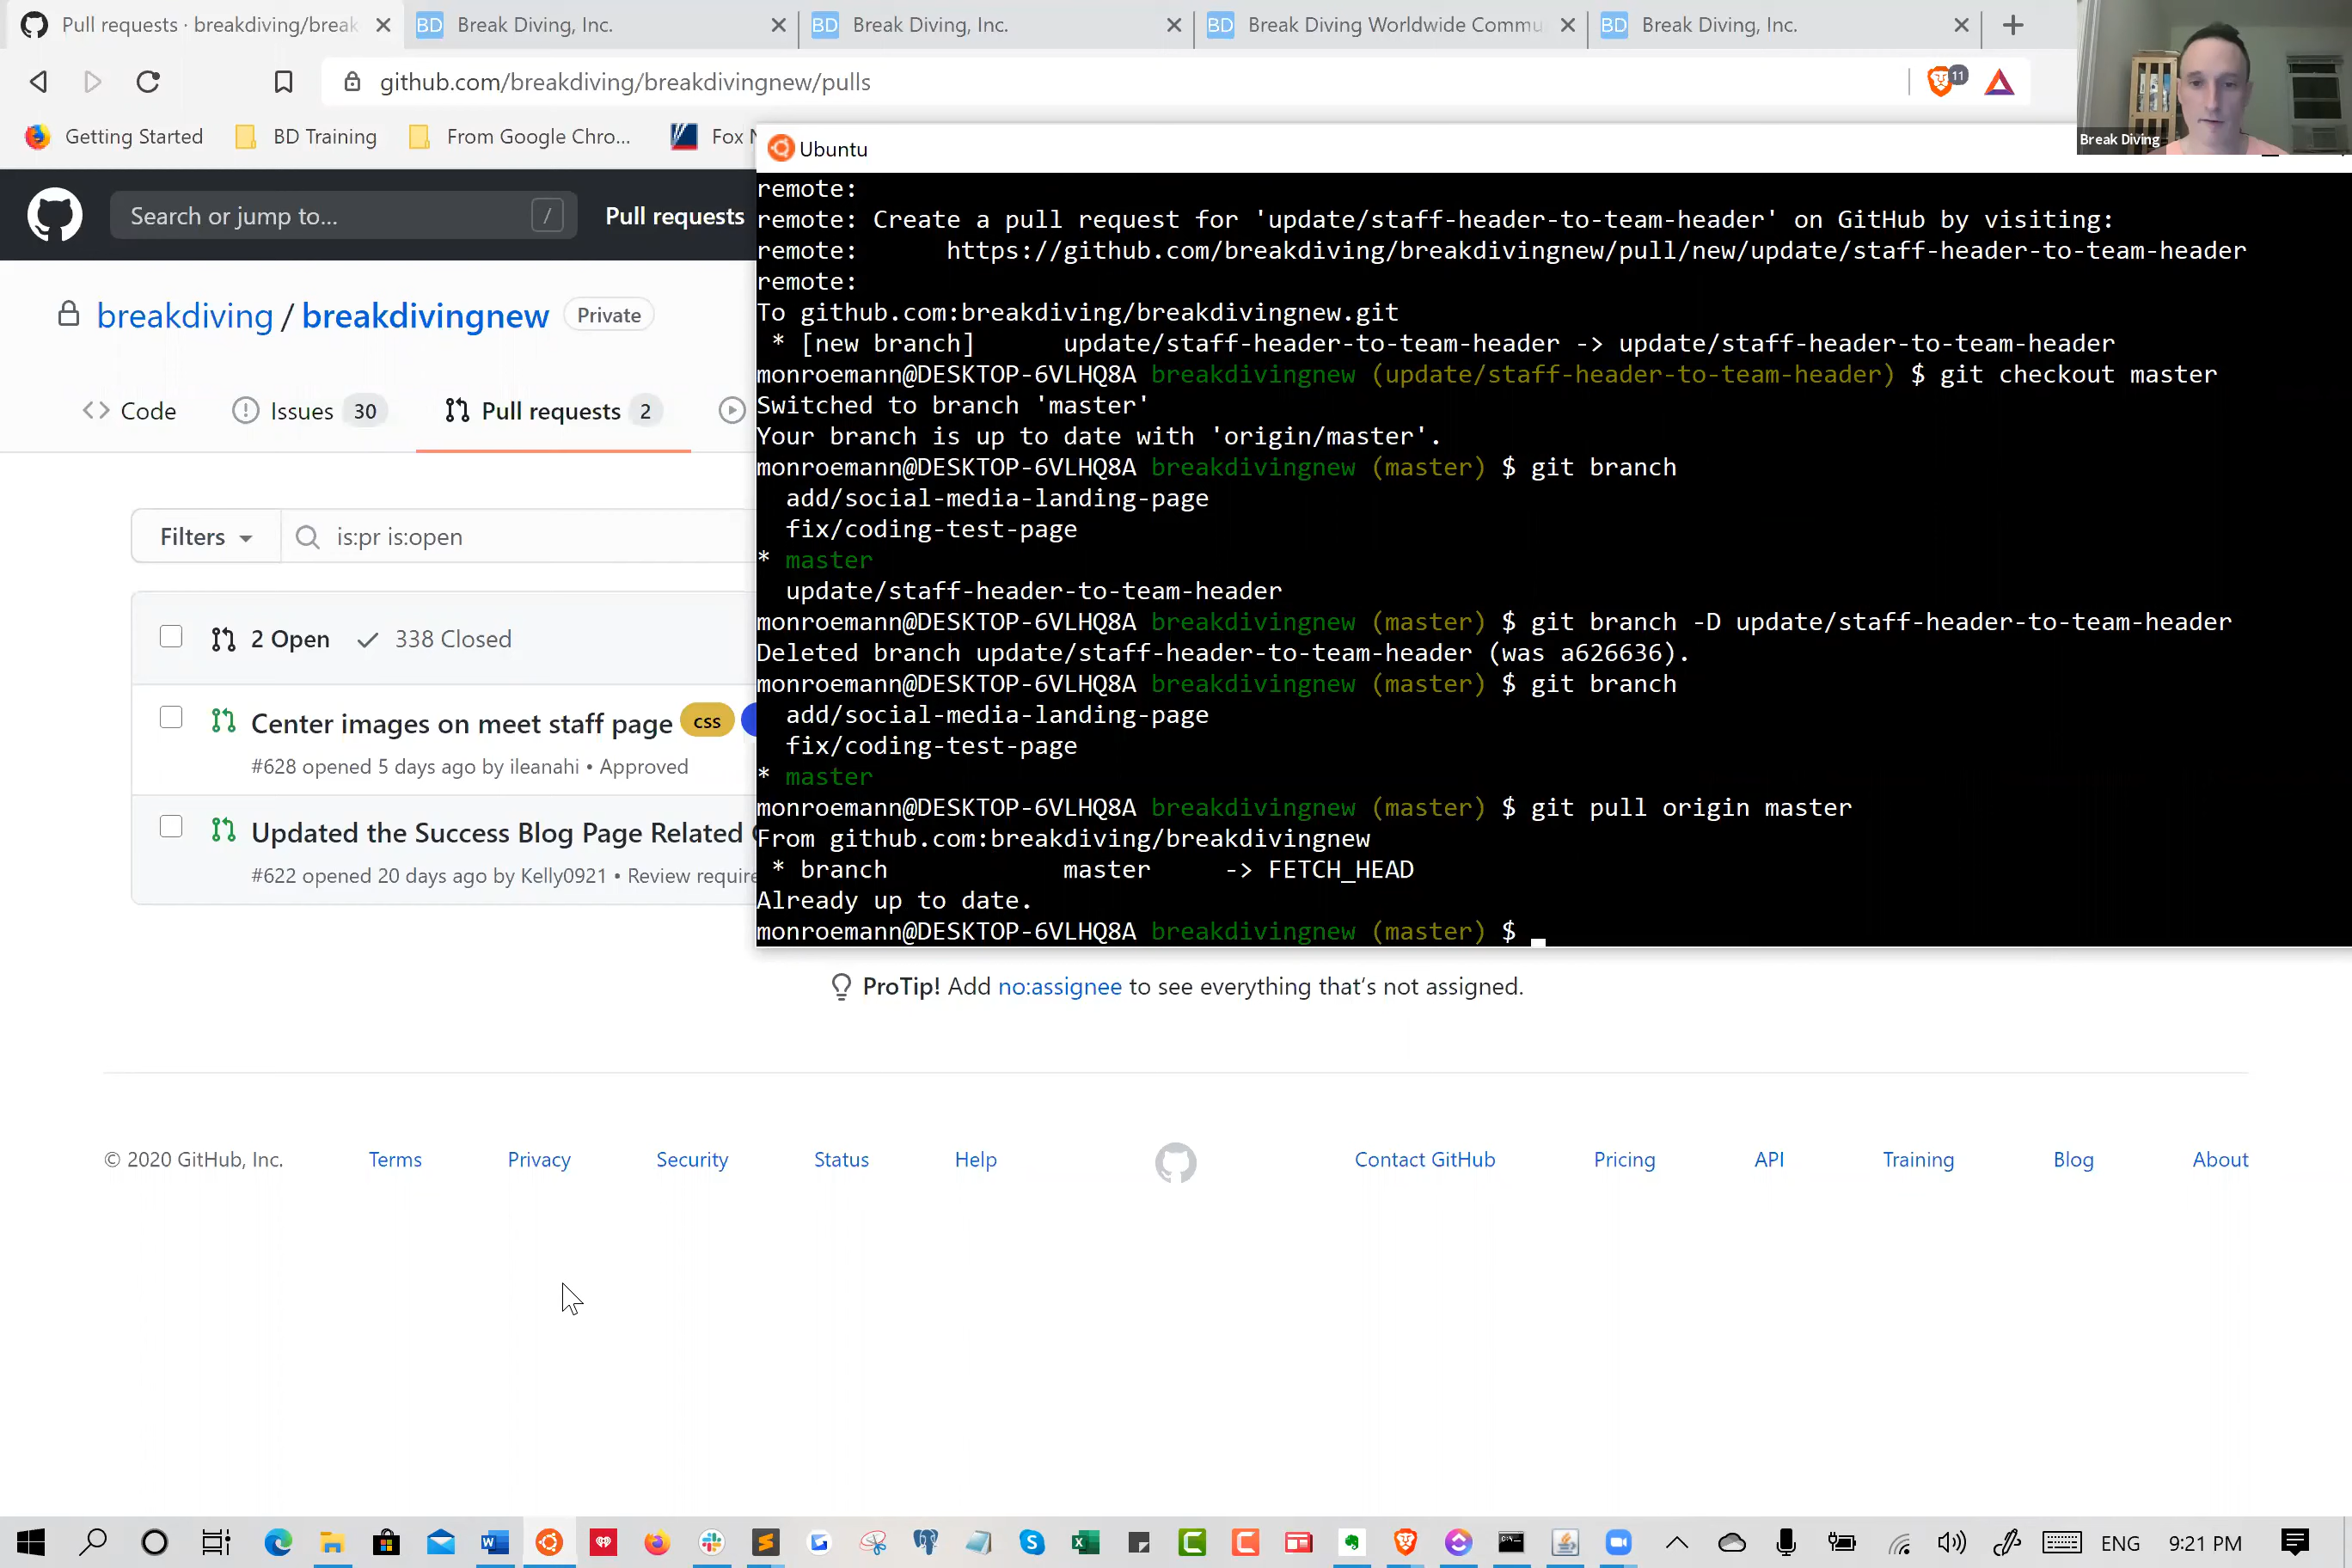 Pull requests · breakdiving/break
BD Break Diving, Inc.
BD Break Diving, Inc.
BD Break Diving Worldwide Commu
BD Break Diving, Inc.
github.com/breakdiving/breakdivingnew/pulls
11
Break Diving
Getting Started
BD Training
From Google Chro...
Fox N
Ubuntu
Search or jump to...
/
Pull requests
breakdiving / breakdivingnew
Private
Code
Issues 30
Pull requests 2
Filters
is:pr is:open
2 Open
338 Closed
Center images on meet staff page
css
#628 opened 5 days ago by ileanahi • Approved
Updated the Success Blog Page Related
#622 opened 20 days ago by Kelly0921 • Review require
remote:
remote: Create a pull request for 'update/staff-header-to-team-header' on GitHub by visiting:
remote:      https://github.com/breakdiving/breakdivingnew/pull/new/update/staff-header-to-team-header
remote:
To github.com:breakdiving/breakdivingnew.git
 * [new branch]      update/staff-header-to-team-header -> update/staff-header-to-team-header
monroemann@DESKTOP-6VLHQ8A breakdivingnew (update/staff-header-to-team-header) $ git checkout master
Switched to branch 'master'
Your branch is up to date with 'origin/master'.
monroemann@DESKTOP-6VLHQ8A breakdivingnew (master) $ git branch
  add/social-media-landing-page
  fix/coding-test-page
* master
  update/staff-header-to-team-header
monroemann@DESKTOP-6VLHQ8A breakdivingnew (master) $ git branch -D update/staff-header-to-team-header
Deleted branch update/staff-header-to-team-header (was a626636).
monroemann@DESKTOP-6VLHQ8A breakdivingnew (master) $ git branch
  add/social-media-landing-page
  fix/coding-test-page
* master
monroemann@DESKTOP-6VLHQ8A breakdivingnew (master) $ git pull origin master
From github.com:breakdiving/breakdivingnew
 * branch            master     -> FETCH_HEAD
Already up to date.
monroemann@DESKTOP-6VLHQ8A breakdivingnew (master) $
ProTip! Add no:assignee to see everything that's not assigned.
© 2020 GitHub, Inc.
Terms
Privacy
Security
Status
Help
Contact GitHub
Pricing
API
Training
Blog
About
ENG
9:21 PM